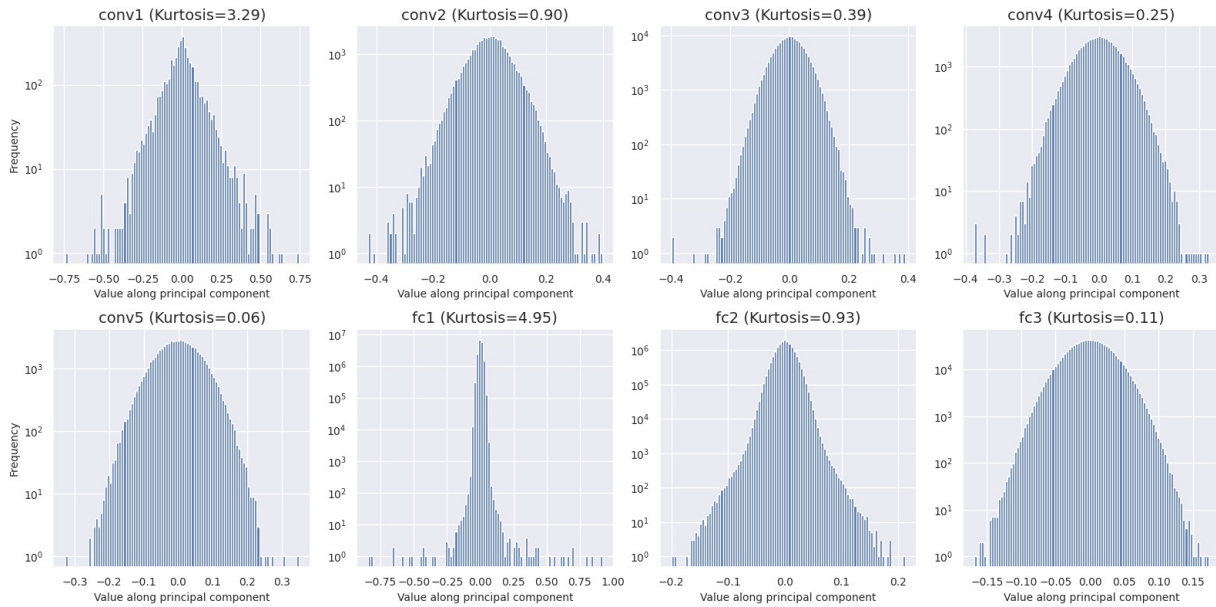 conv1 (Kurtosis=3.29)
conv2 (Kurtosis=0.90)
conv3 (Kurtosis=0.39)
conv4 (Kurtosis=0.25)
Frequency
10²
10¹
10⁰
10³
10²
10¹
10⁰
10⁴
10³
10²
10¹
10⁰
10³
10²
10¹
10⁰
−0.75 −0.50 −0.25 0.00 0.25 0.50 0.75
−0.4 −0.2 0.0 0.2 0.4
−0.4 −0.2 0.0 0.2 0.4
−0.4 −0.3 −0.2 −0.1 0.0 0.1 0.2 0.3
Value along principal component
Value along principal component
Value along principal component
Value along principal component
conv5 (Kurtosis=0.06)
fc1 (Kurtosis=4.95)
fc2 (Kurtosis=0.93)
fc3 (Kurtosis=0.11)
Frequency
10³
10²
10¹
10⁰
10⁷
10⁶
10⁵
10⁴
10³
10²
10¹
10⁰
10⁶
10⁵
10⁴
10³
10²
10¹
10⁰
10⁴
10³
10²
10¹
10⁰
−0.3 −0.2 −0.1 0.0 0.1 0.2 0.3
−0.75 −0.50 −0.25 0.00 0.25 0.50 0.75 1.00
−0.2 −0.1 0.0 0.1 0.2
−0.15 −0.10 −0.05 0.00 0.05 0.10 0.15
Value along principal component
Value along principal component
Value along principal component
Value along principal component